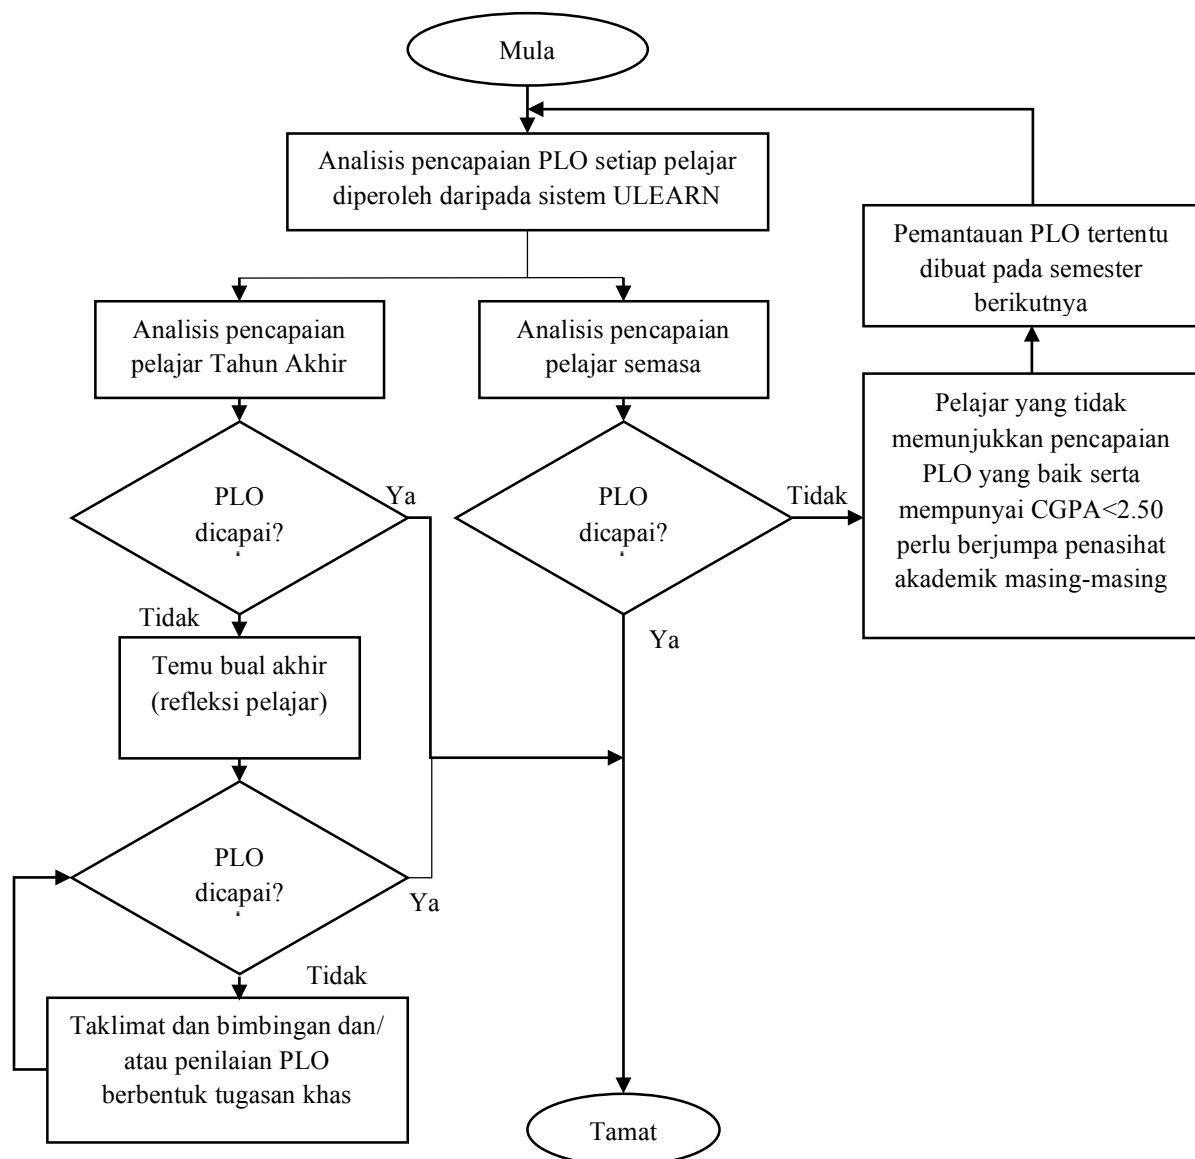 Mula
Analisis pencapaian PLO setiap pelajar
diperoleh daripada sistem ULEARN
Pemantauan PLO tertentu
dibuat pada semester
berikutnya
Analisis pencapaian
pelajar Tahun Akhir
Analisis pencapaian
pelajar semasa
Pelajar yang tidak
memunjukkan pencapaian
PLO yang baik serta
mempunyai CGPA<2.50
perlu berjumpa penasihat
akademik masing-masing
PLO
dicapai?
Ya
PLO
dicapai?
Tidak
Tidak
Ya
Temu bual akhir
(refleksi pelajar)
PLO
dicapai?
Ya
Tidak
Taklimat dan bimbingan dan/
atau penilaian PLO
berbentuk tugasan khas
Tamat